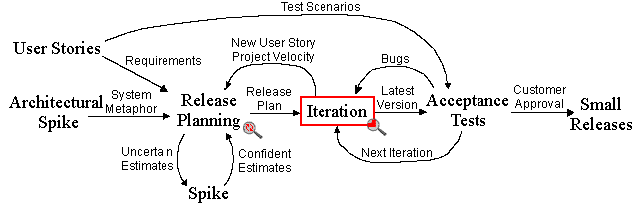 Test Scenarios
User Stories
Requirements
New User Story
Project Velocity
Bugs
Architectural
Spike
System
Metaphor
Release
Planning
Release
Plan
Iteration
Latest
Version
Acceptance
Tests
Customer
Approval
Small
Releases
Uncertain
Estimates
Confident
Estimates
Next Iteration
Spike